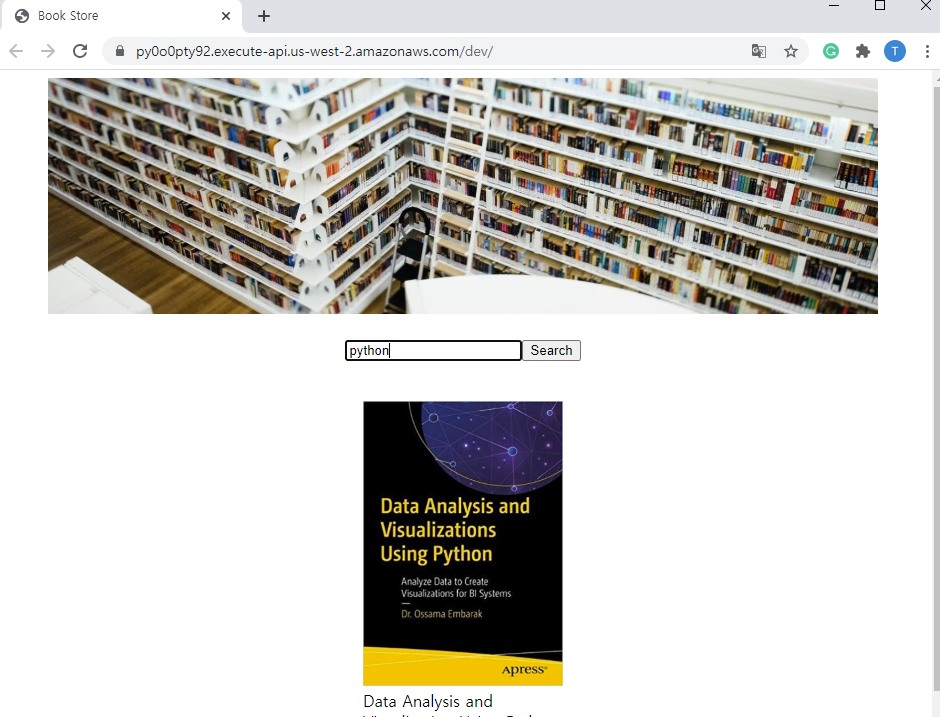 Book Store
py0o0pty92.execute-api.us-west-2.amazonaws.com/dev/
T
python
Search
Data Analysis and
Visualizations
Using Python
Analyze Data to Create
Visualizations for BI Systems
Dr. Ossama Embarak
Apress®
Data Analysis and